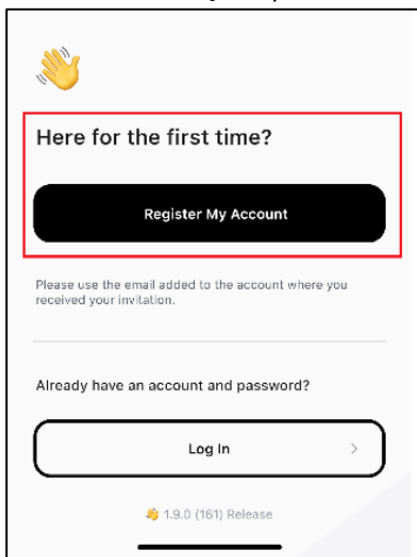 Here for the first time?
Register My Account
Please use the email added to the account where you
received your invitation.
Already have an account and password?
Log In
1.9.0 (161) Release